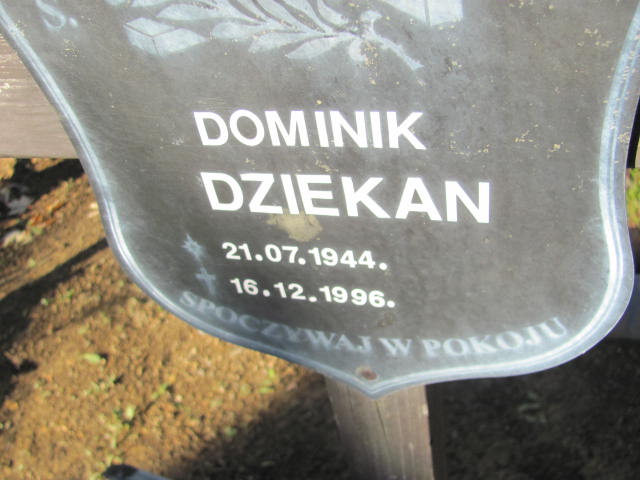 S.
DOMINIK
DZIEKAN
21.07.1944.
16.12.1996.
SPOCZYWAJ W POKOJU